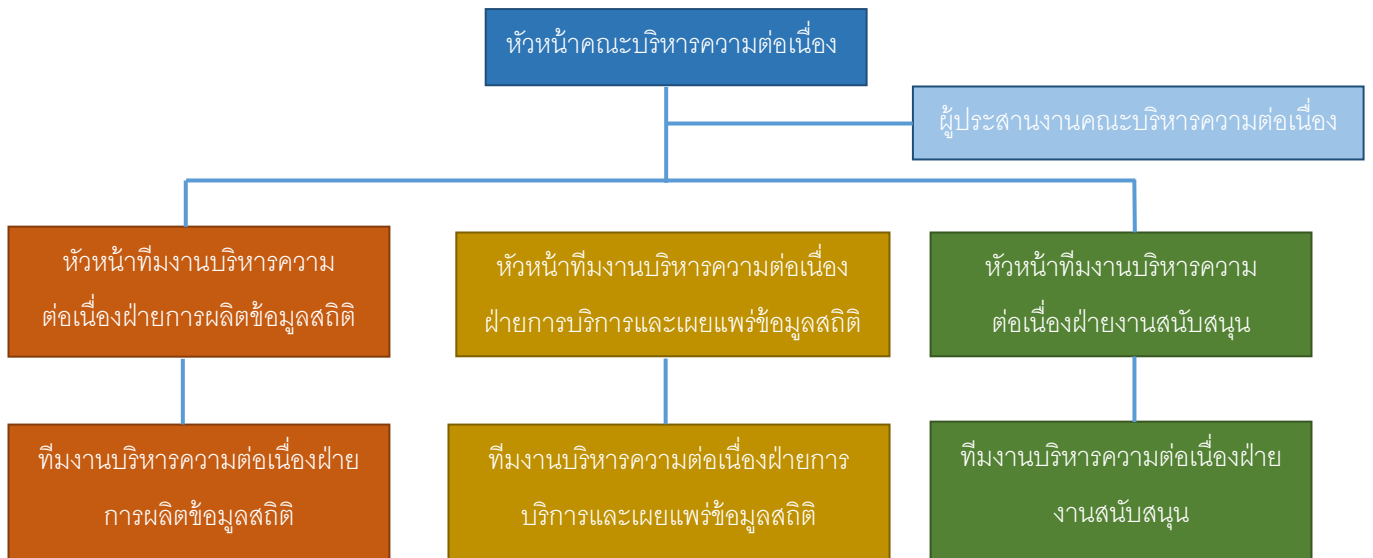 หัวหน้าคณะบริหารความต่อเนื่อง
ผู้ประสานงานคณะบริหารความต่อเนื่อง
หัวหน้าทีมงานบริหารความ
ต่อเนื่องฝ่ายการผลิตข้อมูลสถิติ
หัวหน้าทีมงานบริหารความต่อเนื่อง
ฝ่ายการบริการและเผยแพร่ข้อมูลสถิติ
หัวหน้าทีมงานบริหารความ
ต่อเนื่องฝ่ายงานสนับสนุน
ทีมงานบริหารความต่อเนื่องฝ่าย
การผลิตข้อมูลสถิติ
ทีมงานบริหารความต่อเนื่องฝ่ายการ
บริการและเผยแพร่ข้อมูลสถิติ
ทีมงานบริหารความต่อเนื่องฝ่าย
งานสนับสนุน